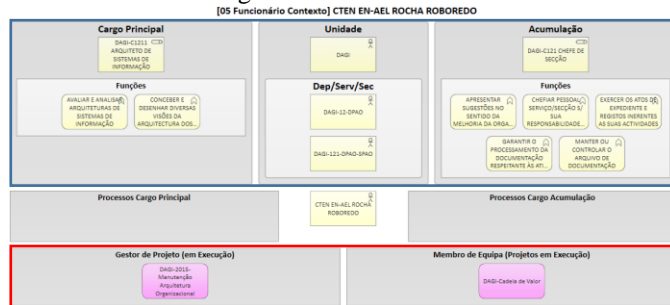 [05 Funcionário Contexto] CTEN EN-AEL ROCHA ROBOREDO
Cargo Principal
DAGI-C1211
ARQUITETO DE
SISTEMAS DE
INFORMAÇÃO
Funções
AVALIAR E ANALISAR
ARQUITETURAS DE
SISTEMAS DE
INFORMAÇÃO
CONCEBER E
DESENHAR DIVERSAS
VISÕES DA
ARQUITECTURA DOS...
Unidade
DAGI
Dep/Serv/Sec
DAGI-12-DPAO
DAGI-121-DPAO-SPAO
Acumulação
DAGI-C121 CHEFE DE
SECÇÃO
Funções
APRESENTAR
SUGESTÕES NO
SENTIDO DA
MELHORIA DA ORGA...
CHEFIAR PESSOAL
SERVIÇO/SECÇÃO S/
SUA
RESPONSABILIDADE...
EXERCER OS ATOS DE
EXPEDIENTE E
REGISTOS INERENTES
AS SUAS ACTIVIDADES
GARANTIR O
PROCESSAMENTO DA
DOCUMENTAÇÃO
RESPEITANTE ÀS ATI...
MANTER OU
CONTROLAR O
ARQUIVO DE
DOCUMENTAÇÃO
Processos Cargo Principal
CTEN EN-AEL ROCHA
ROBOREDO
Processos Cargo Acumulação
Gestor de Projeto (em Execução)
DAGI-2015-
Manutenção
Arquitetura
Organizacional
Membro de Equipa (Projetos em Execução)
DAGI-Cadeia de Valor